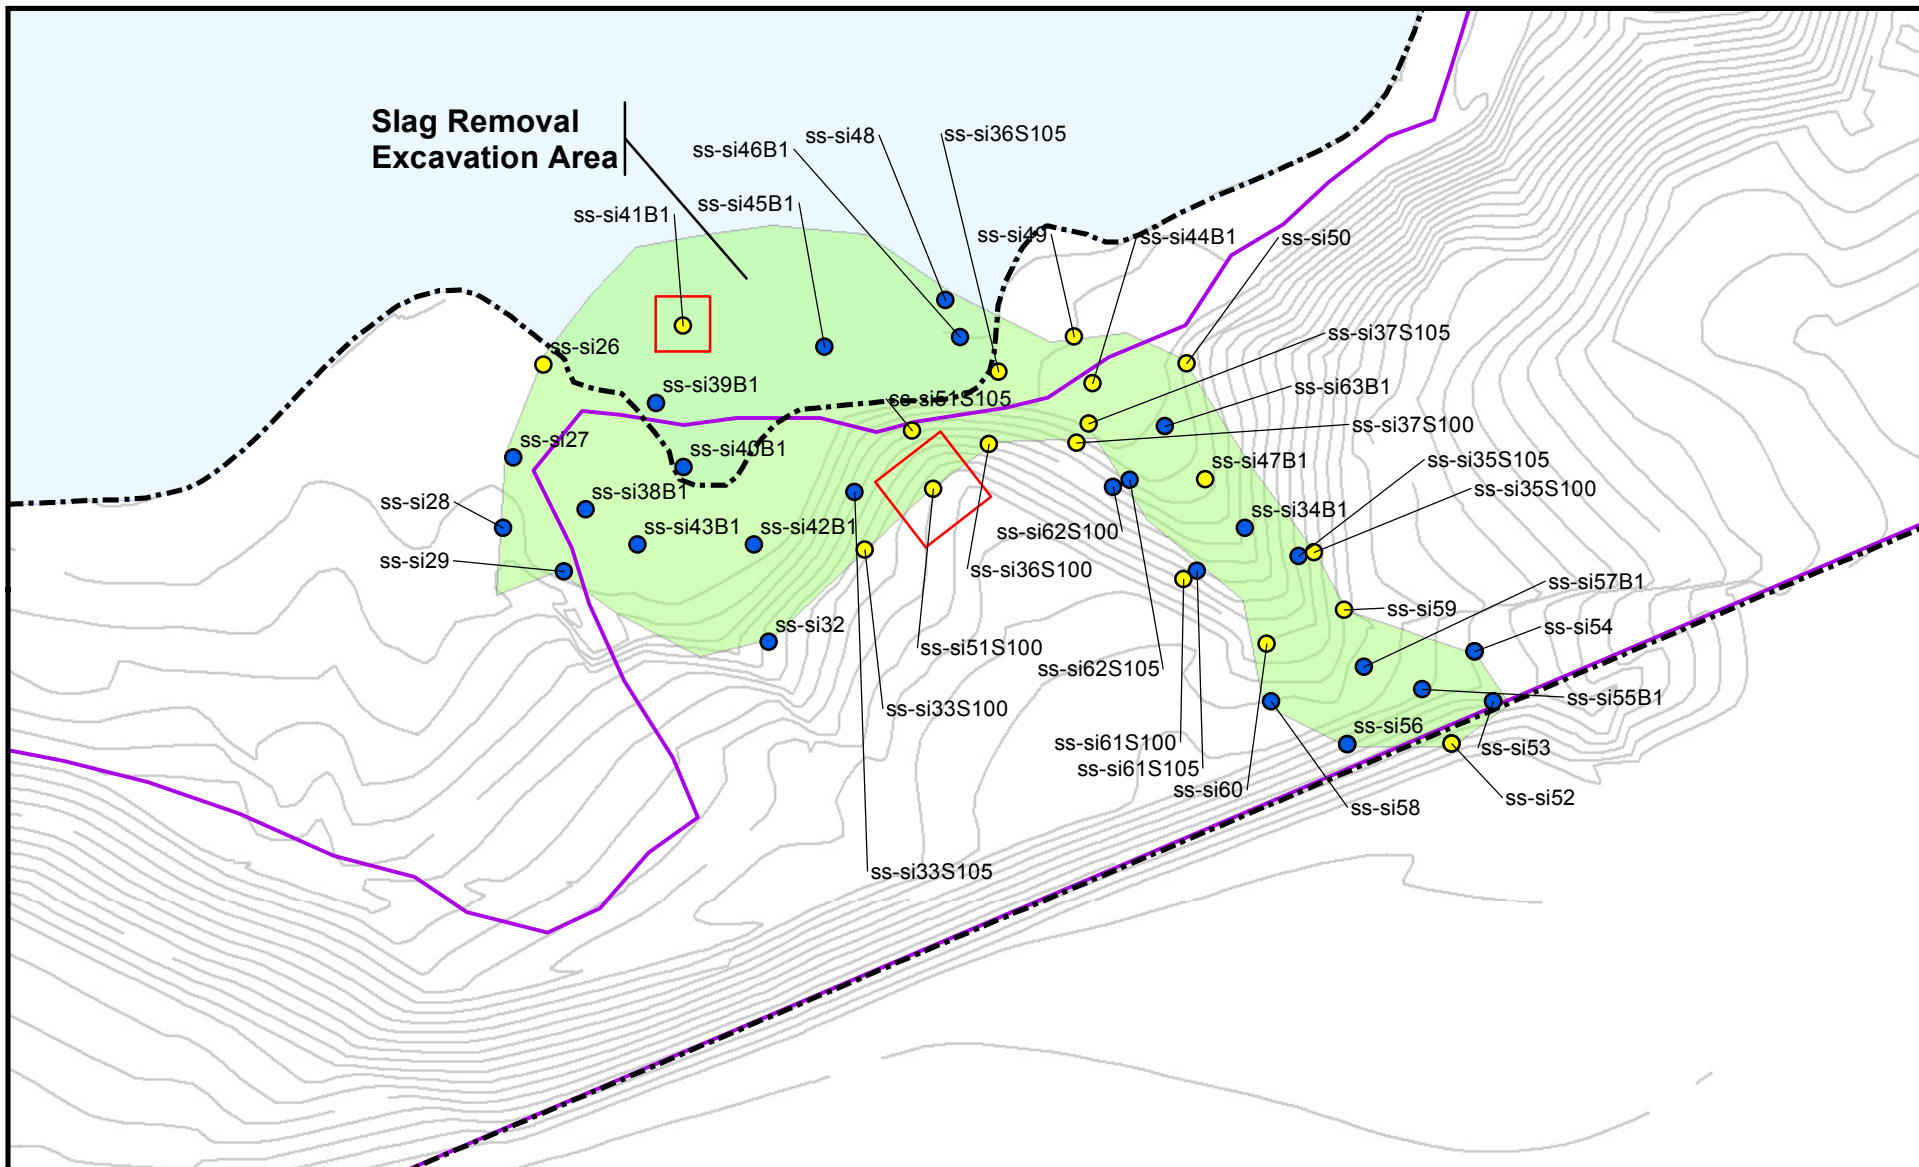 Slag Removal
Excavation Area
ss-si48
ss-si36S105
ss-si46B1
ss-si45B1
ss-si41B1
ss-si49
ss-si44B1
ss-si50
ss-si37S105
ss-si26
ss-si63B1
ss-si39B1
ss-si51S105
ss-si37S100
ss-si27
ss-si40B1
ss-si47B1
ss-si35S105
ss-si35S100
ss-si38B1
ss-si28
ss-si34B1
ss-si43B1
ss-si42B1
ss-si62S100
ss-si29
ss-si36S100
ss-si57B1
ss-si59
ss-si32
ss-si54
ss-si51S100
ss-si62S105
ss-si55B1
ss-si33S100
ss-si56
ss-si61S100
ss-si53
ss-si61S105
ss-si60
ss-si52
ss-si58
ss-si33S105